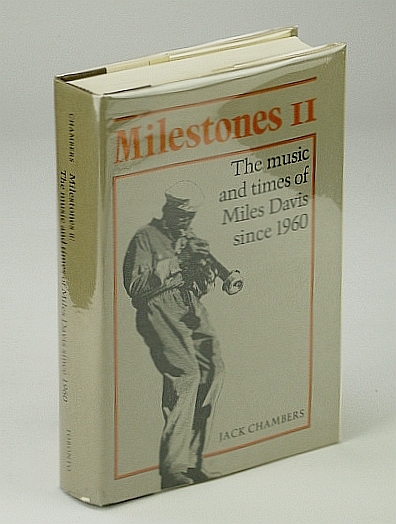 Milestones II
The music
and times of
Miles Davis
since 1960
JACK CHAMBERS
CHAMBERS Milestones II:
The music and times of Miles Davis since 1960
TORONTO